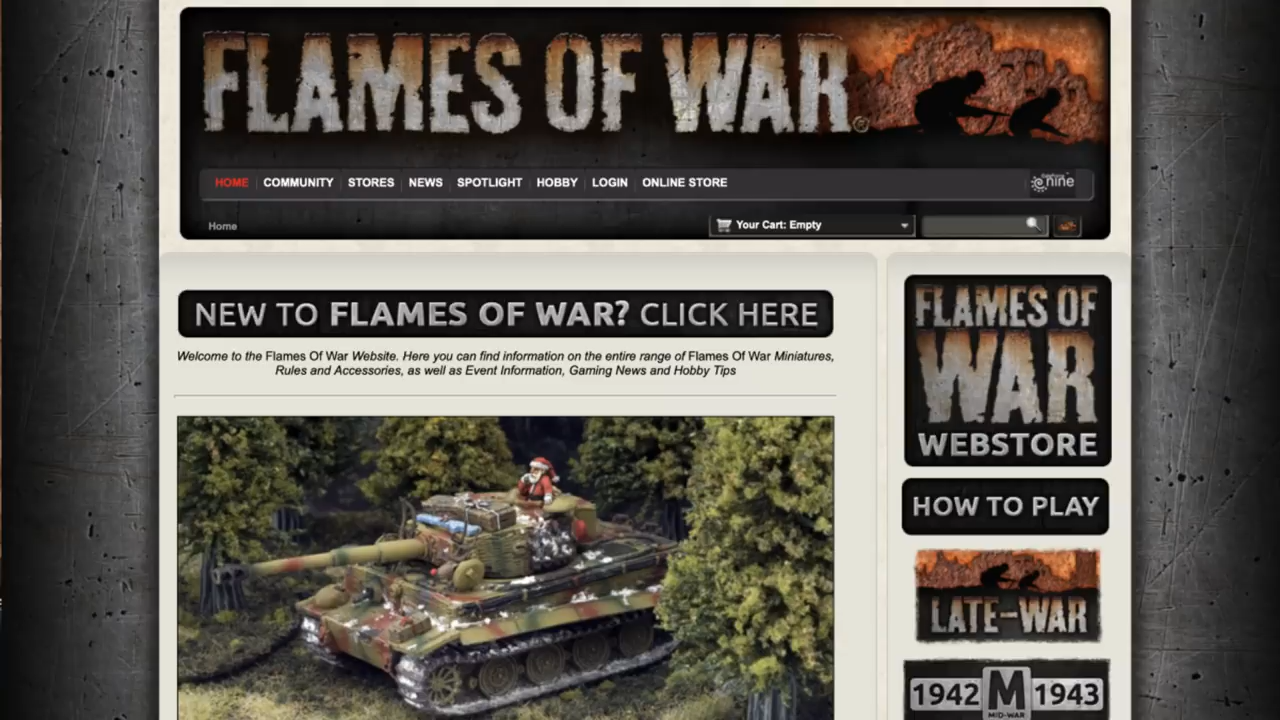 FLAMES OF WAR
HOME COMMUNITY STORES NEWS SPOTLIGHT HOBBY LOGIN ONLINE STORE
nine
Home
Your Cart: Empty
NEW TO FLAMES OF WAR? CLICK HERE
Welcome to the Flames Of War Website. Here you can find information on the entire range of Flames Of War Miniatures,
Rules and Accessories, as well as Event Information, Gaming News and Hobby Tips
FLAMES OF
WAR
WEBSTORE
HOW TO PLAY
LATE-WAR
1942 M 1943
MID-WAR